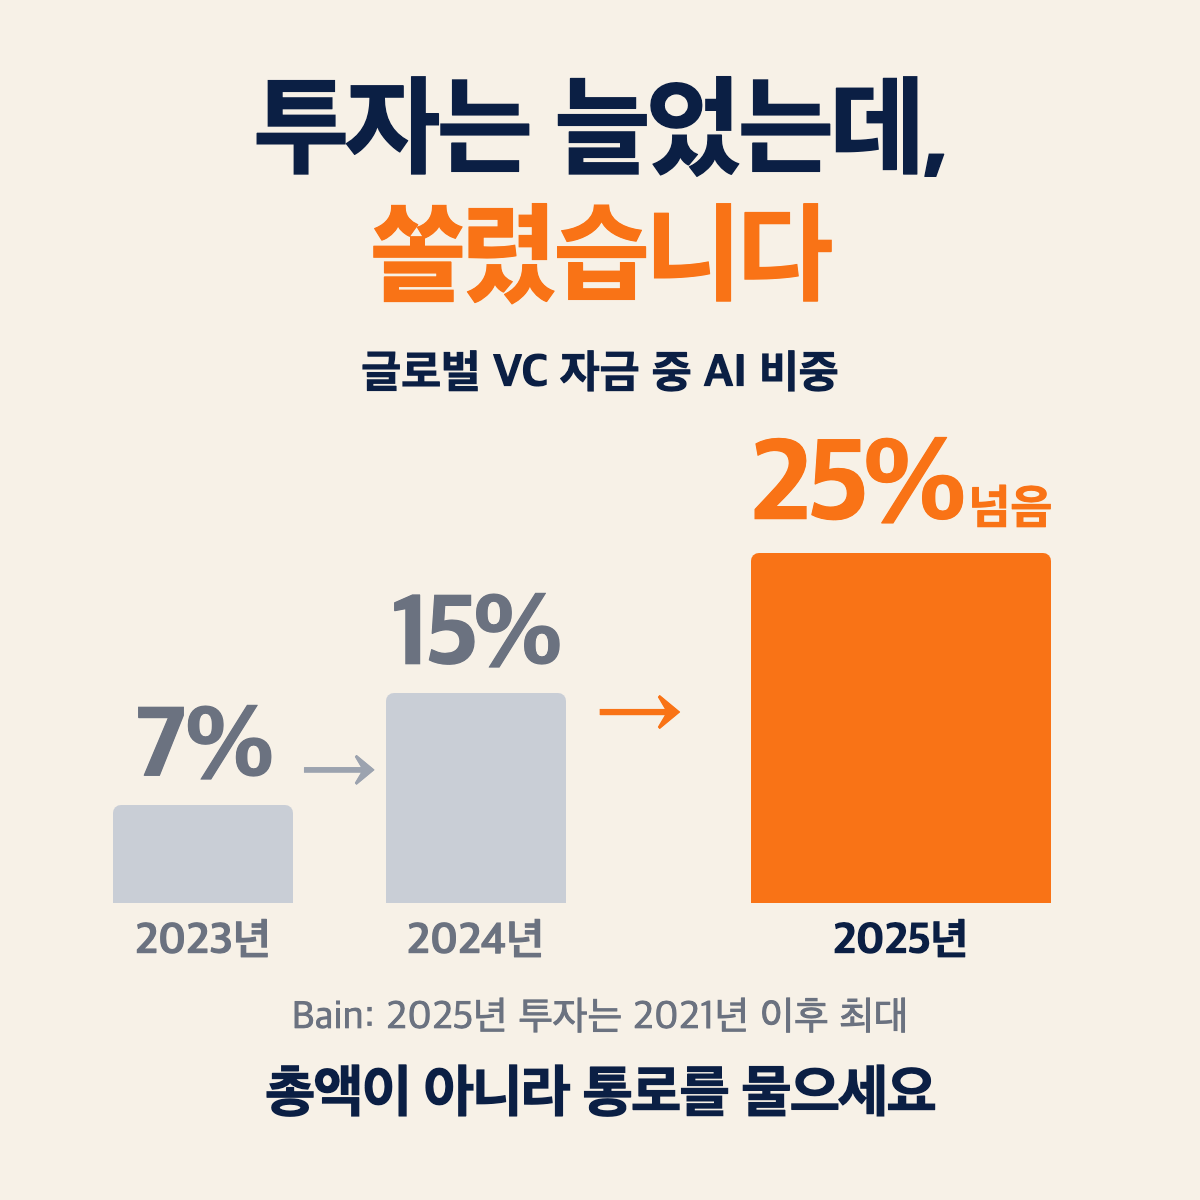 투자는 늘었는데,
쏠렸습니다
글로벌 VC 자금 중 AI 비중
25% 넘음
15%
7%
→
→
2023년
2024년
2025년
Bain: 2025년 투자는 2021년 이후 최대
총액이 아니라 통로를 물으세요